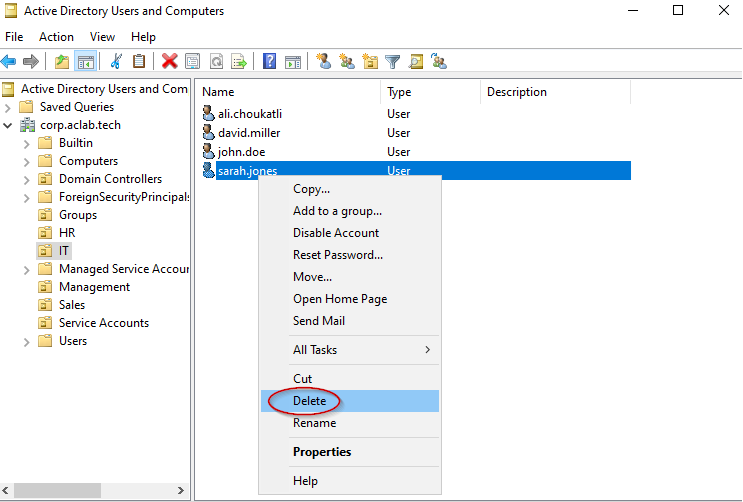 Active Directory Users and Computers
File Action View Help
Active Directory Users and Com
Saved Queries
corp.aclab.tech
Builtin
Computers
Domain Controllers
ForeignSecurityPrincipals
Groups
HR
IT
Managed Service Accour
Management
Sales
Service Accounts
Users
Name Type Description
ali.choukatli User
david.miller User
john.doe User
sarah.jones User
Copy...
Add to a group...
Disable Account
Reset Password...
Move...
Open Home Page
Send Mail
All Tasks
Cut
Delete
Rename
Properties
Help